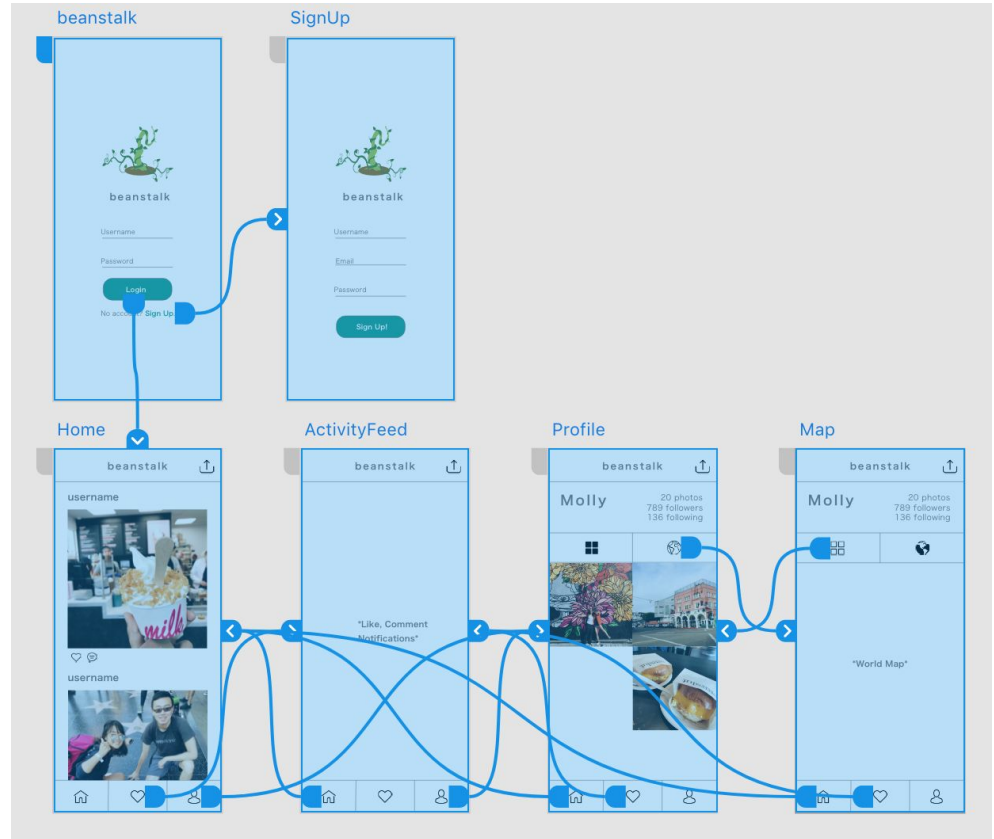 beanstalk
SignUp
beanstalk
Username
Password
Login
No account? Sign Up.
beanstalk
Username
Email
Password
Sign Up!
Home
ActivityFeed
Profile
Map
beanstalk
username
milk
username
beanstalk
"Like, Comment
Notifications"
beanstalk
Molly
20 photos
789 followers
136 following
beanstalk
Molly
20 photos
789 followers
136 following
"World Map"